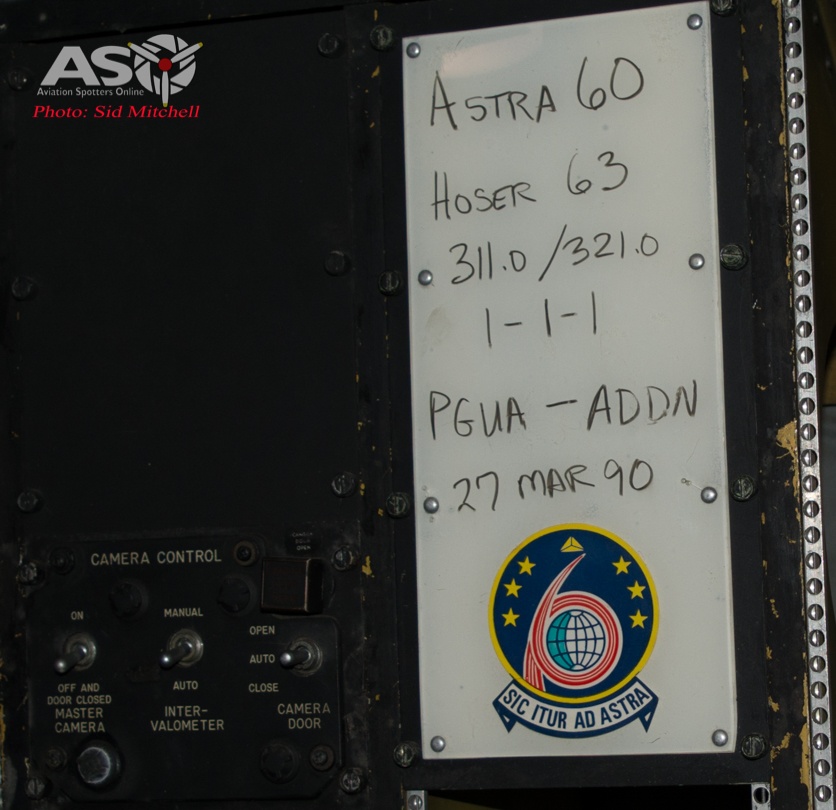 ASO
Aviation Spotters Online
Photo: Sid Mitchell
ASTRA 60
HOSER 63
311.0 / 321.0
1-1-1
PGUA - ADDN
27 MAR 90
SIC ITUR AD ASTRA
CAMERA CONTROL
ON
OFF AND
DOOR CLOSED
MASTER
CAMERA
MANUAL
AUTO
INTER-
VALOMETER
OPEN
AUTO
CLOSE
CAMERA
DOOR